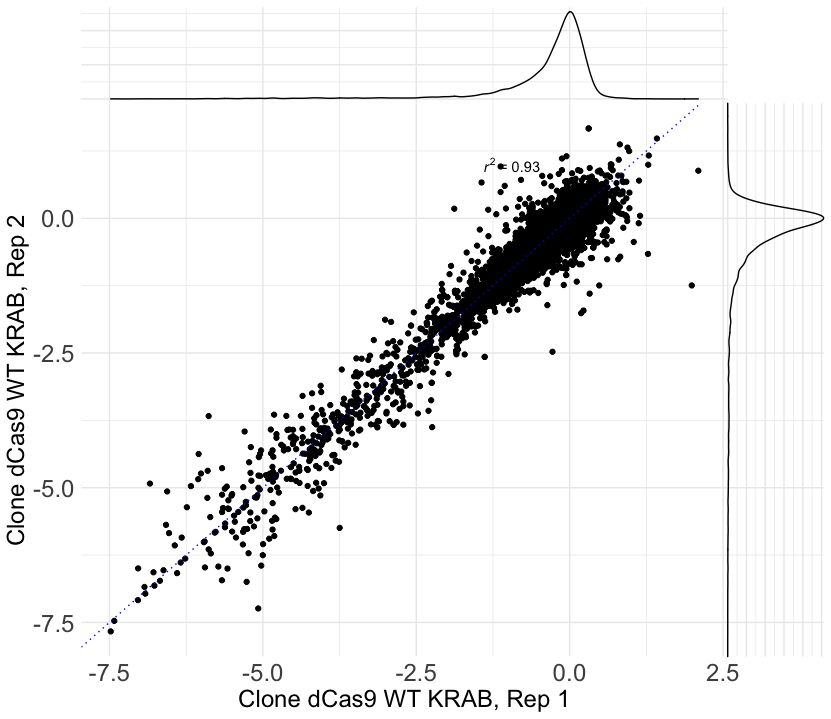 r² = 0.93
0.0
-2.5
-5.0
-7.5
Clone dCas9 WT KRAB, Rep 2
-7.5 -5.0 -2.5 0.0 2.5
Clone dCas9 WT KRAB, Rep 1